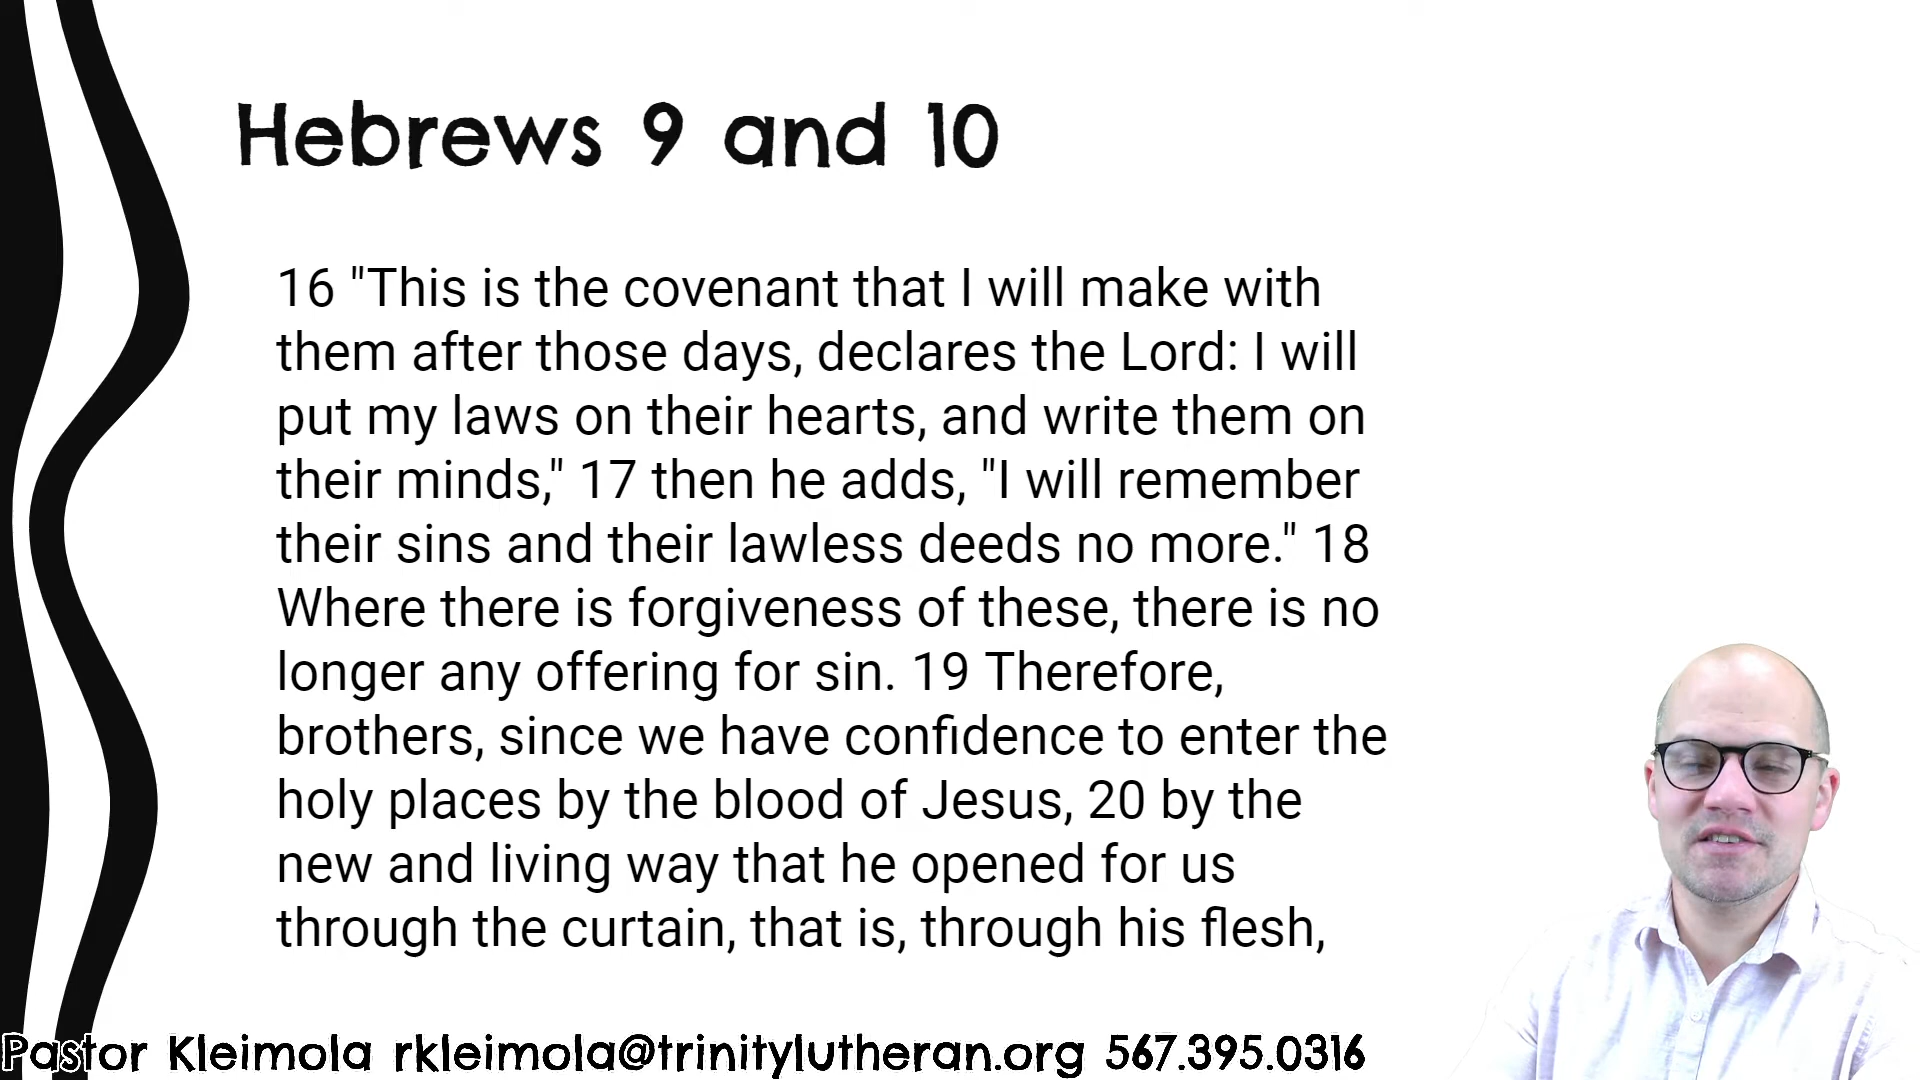 Hebrews 9 and 10
16 "This is the covenant that I will make with
them after those days, declares the Lord: I will
put my laws on their hearts, and write them on
their minds," 17 then he adds, "I will remember
their sins and their lawless deeds no more." 18
Where there is forgiveness of these, there is no
longer any offering for sin. 19 Therefore,
brothers, since we have confidence to enter the
holy places by the blood of Jesus, 20 by the
new and living way that he opened for us
through the curtain, that is, through his flesh,
Pastor Kleimola rkleimola@trinitylutheran.org 567.395.0316